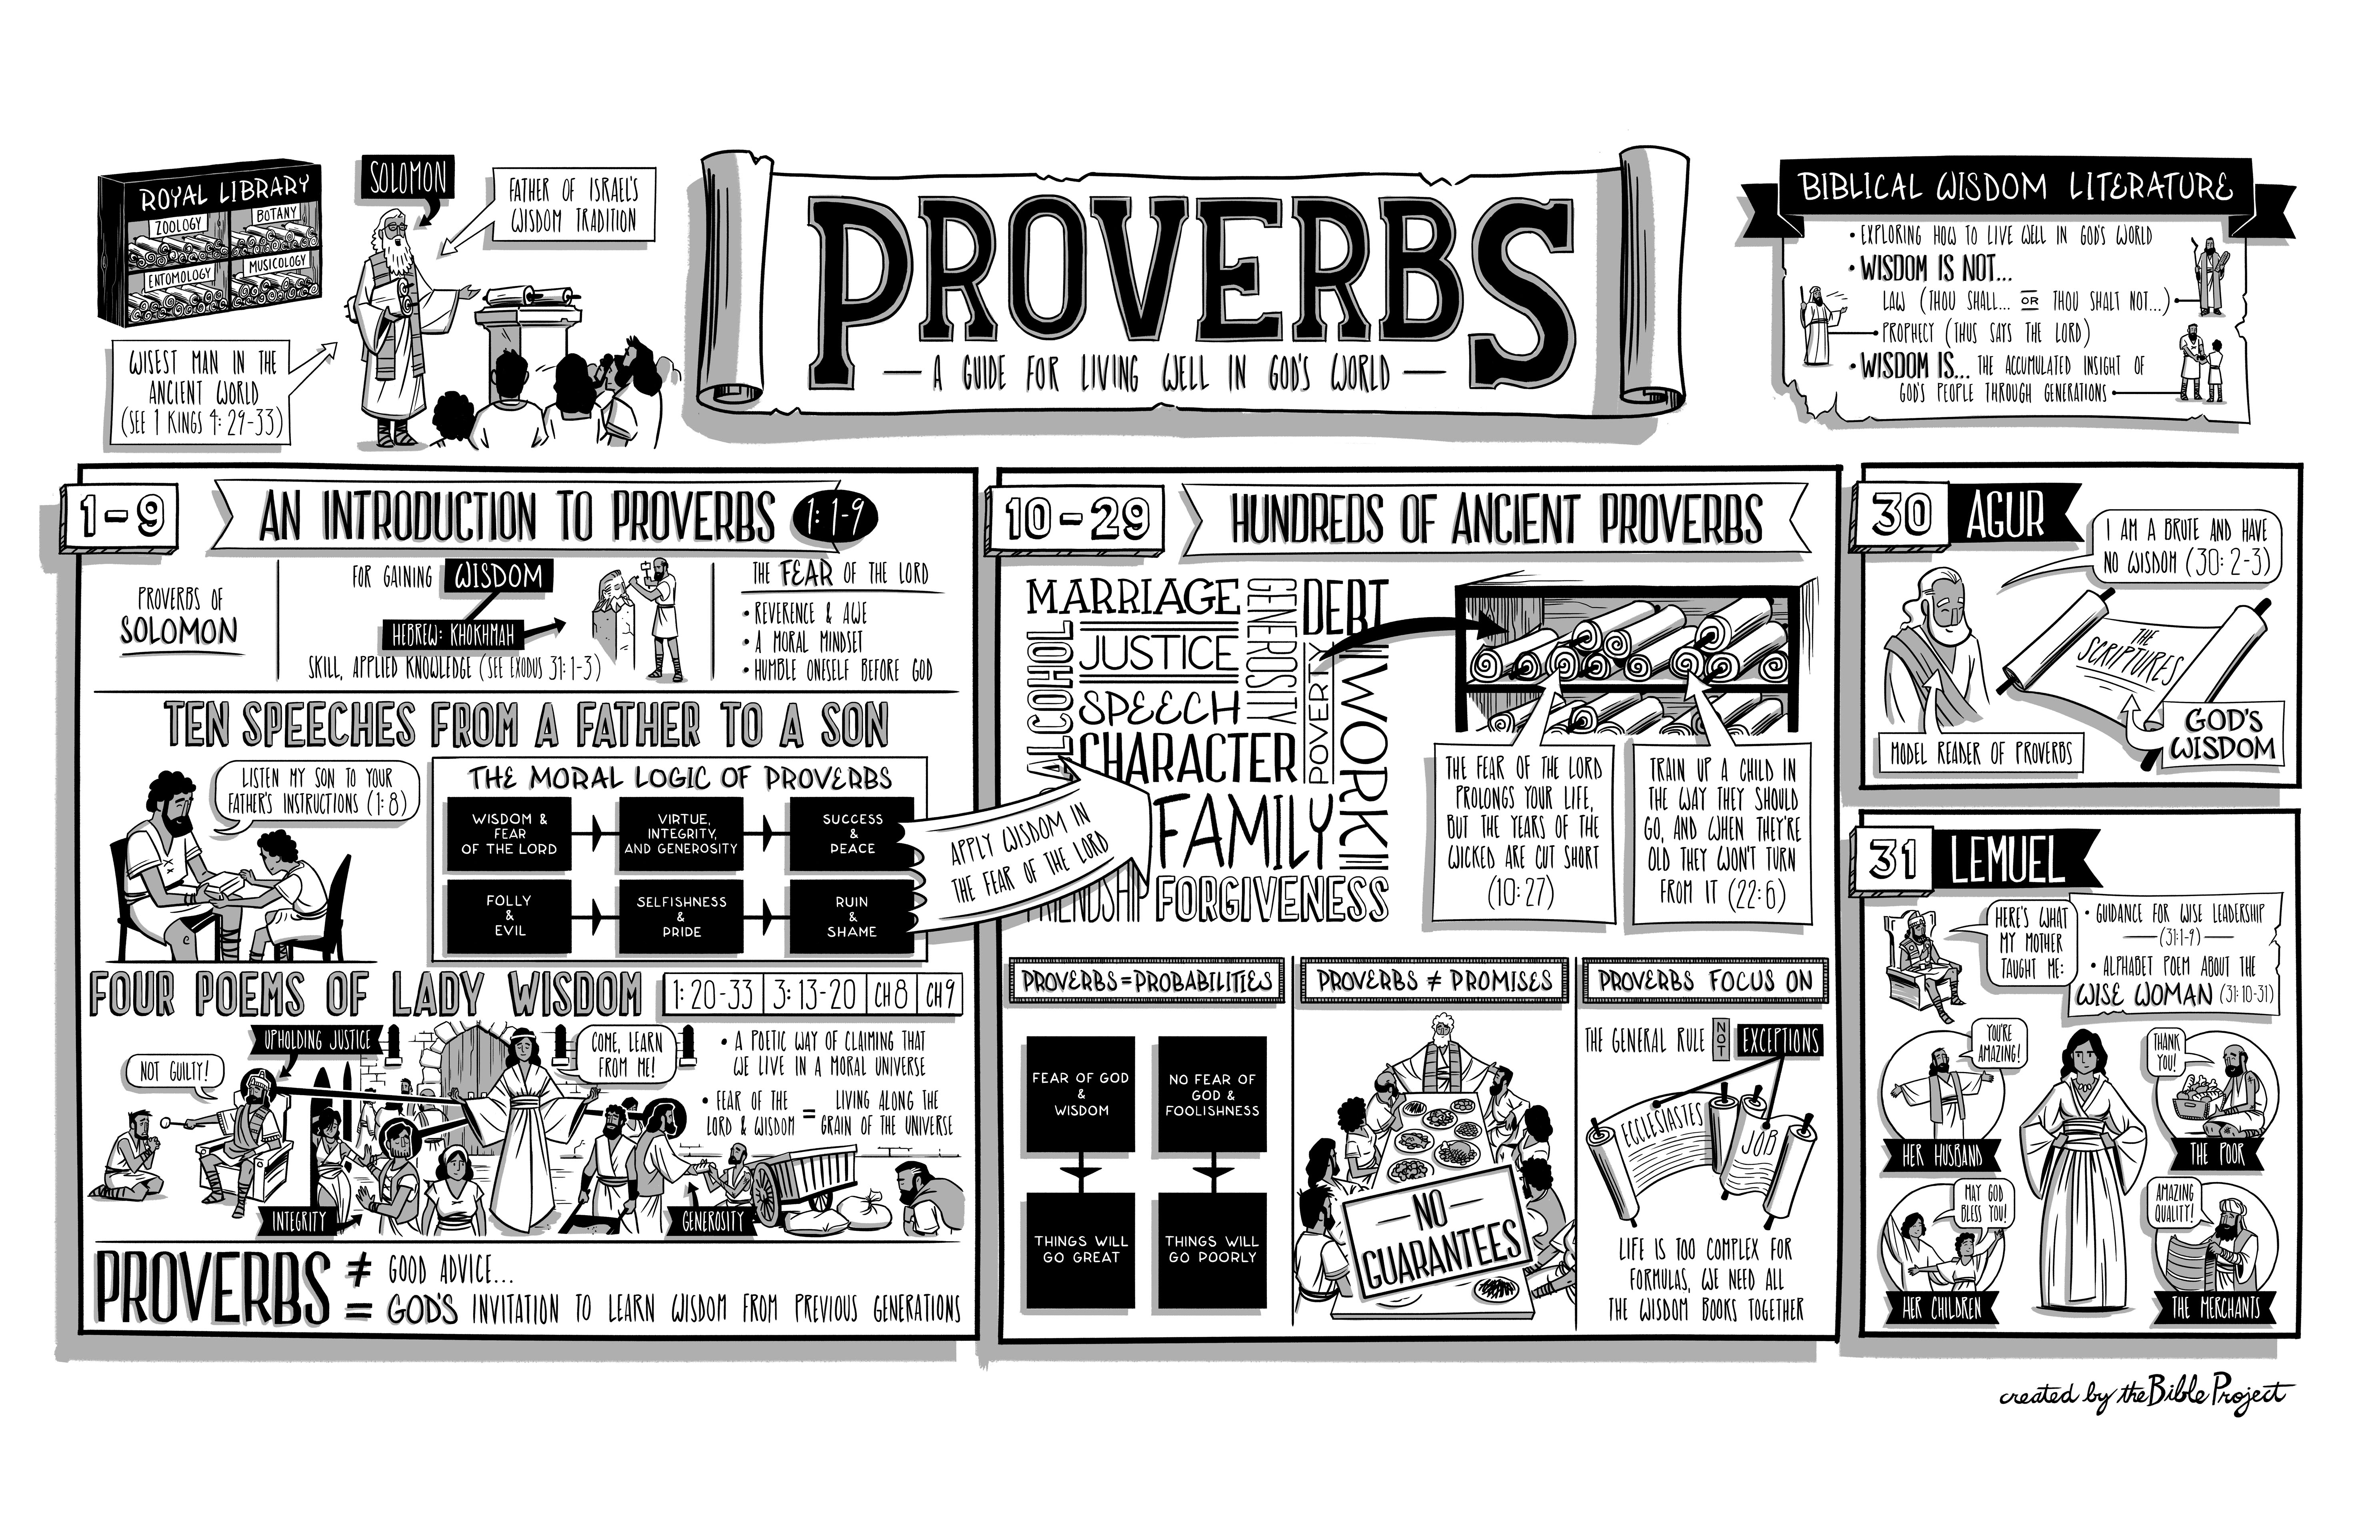 ROYAL LIBRARY
ZOOLOGY
BOTANY
ENTOMOLOGY
MUSICOLOGY
SOLOMON
FATHER OF ISRAEL'S
WISDOM TRADITION
WISEST MAN IN THE
ANCIENT WORLD
(SEE 1 KINGS 4: 29-33)
PROVERBS
— A GUIDE FOR LIVING WELL IN GOD'S WORLD —
BIBLICAL WISDOM LITERATURE
• EXPLORING HOW TO LIVE WELL IN GOD'S WORLD
• WISDOM IS NOT...
LAW (THOU SHALL... OR THOU SHALT NOT...)
PROPHECY (THUS SAYS THE LORD)
• WISDOM IS... THE ACCUMULATED INSIGHT OF
GOD'S PEOPLE THROUGH GENERATIONS
1-9
AN INTRODUCTION TO PROVERBS 1: 1-9
PROVERBS OF
SOLOMON
FOR GAINING WISDOM
HEBREW: KHOKHMAH
SKILL, APPLIED KNOWLEDGE (SEE EXODUS 31: 1-3)
THE FEAR OF THE LORD
• REVERENCE & AWE
• A MORAL MINDSET
• HUMBLE ONESELF BEFORE GOD
TEN SPEECHES FROM A FATHER TO A SON
LISTEN MY SON TO YOUR
FATHER'S INSTRUCTIONS (1: 8)
THE MORAL LOGIC OF PROVERBS
WISDOM &
FEAR
OF THE LORD
VIRTUE,
INTEGRITY,
AND GENEROSITY
SUCCESS
&
PEACE
FOLLY
&
EVIL
SELFISHNESS
&
PRIDE
RUIN
&
SHAME
APPLY WISDOM IN
THE FEAR OF THE LORD
FOUR POEMS OF LADY WISDOM
1: 20-33
3: 13-20
CH 8
CH 9
UPHOLDING JUSTICE
NOT GUILTY!
COME, LEARN
FROM ME!
INTEGRITY
GENEROSITY
• A POETIC WAY OF CLAIMING THAT
WE LIVE IN A MORAL UNIVERSE
• FEAR OF THE
LORD & WISDOM
=
LIVING ALONG THE
GRAIN OF THE UNIVERSE
PROVERBS
≠ GOOD ADVICE...
= GOD'S INVITATION TO LEARN WISDOM FROM PREVIOUS GENERATIONS
10-29
HUNDREDS OF ANCIENT PROVERBS
MARRIAGE
GENEROSITY
DEBT
ALCOHOL
JUSTICE
SPEECH
POVERTY
WORK
CHARACTER
FAMILY
FRIENDSHIP
FORGIVENESS
THE FEAR OF THE LORD
PROLONGS YOUR LIFE,
BUT THE YEARS OF THE
WICKED ARE CUT SHORT
(10: 27)
TRAIN UP A CHILD IN
THE WAY THEY SHOULD
GO, AND WHEN THEY'RE
OLD THEY WON'T TURN
FROM IT (22: 6)
PROVERBS = PROBABILITIES
FEAR OF GOD
&
WISDOM
NO FEAR OF
GOD &
FOOLISHNESS
THINGS WILL
GO GREAT
THINGS WILL
GO POORLY
PROVERBS ≠ PROMISES
— NO —
GUARANTEES
PROVERBS FOCUS ON
THE GENERAL RULE NOT EXCEPTIONS
ECCLESIASTES
JOB
LIFE IS TOO COMPLEX FOR
FORMULAS, WE NEED ALL
THE WISDOM BOOKS TOGETHER
30
AGUR
I AM A BRUTE AND HAVE
NO WISDOM (30: 2-3)
THE
SCRIPTURES
GOD'S
WISDOM
MODEL READER OF PROVERBS
31
LEMUEL
HERE'S WHAT
MY MOTHER
TAUGHT ME:
• GUIDANCE FOR WISE LEADERSHIP
— (31:1-9) —
• ALPHABET POEM ABOUT THE
WISE WOMAN (31: 10-31)
YOU'RE
AMAZING!
HER HUSBAND
THANK
YOU!
THE POOR
MAY GOD
BLESS YOU!
HER CHILDREN
AMAZING
QUALITY!
THE MERCHANTS
created by the Bible Project